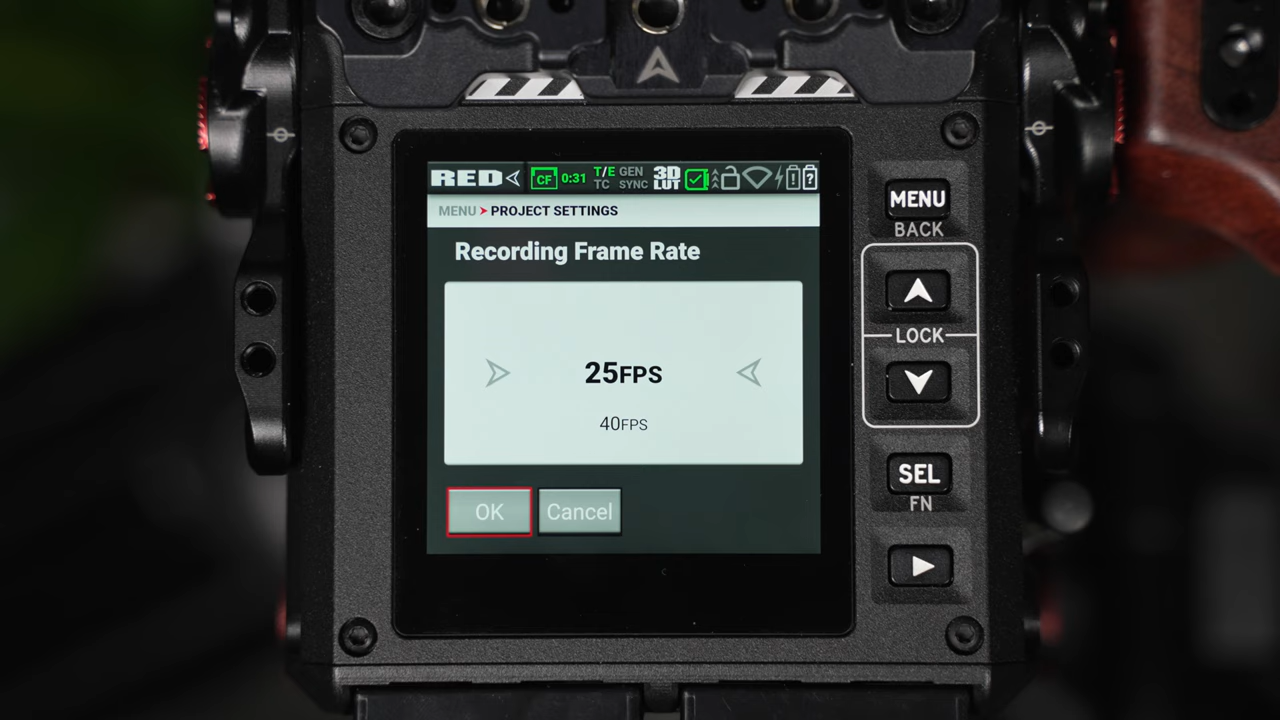 RED CF 0:31 T/E TC GEN SYNC 3D LUT
MENU PROJECT SETTINGS
Recording Frame Rate
25FPS
40FPS
OK Cancel
MENU
BACK
LOCK
SEL
FN